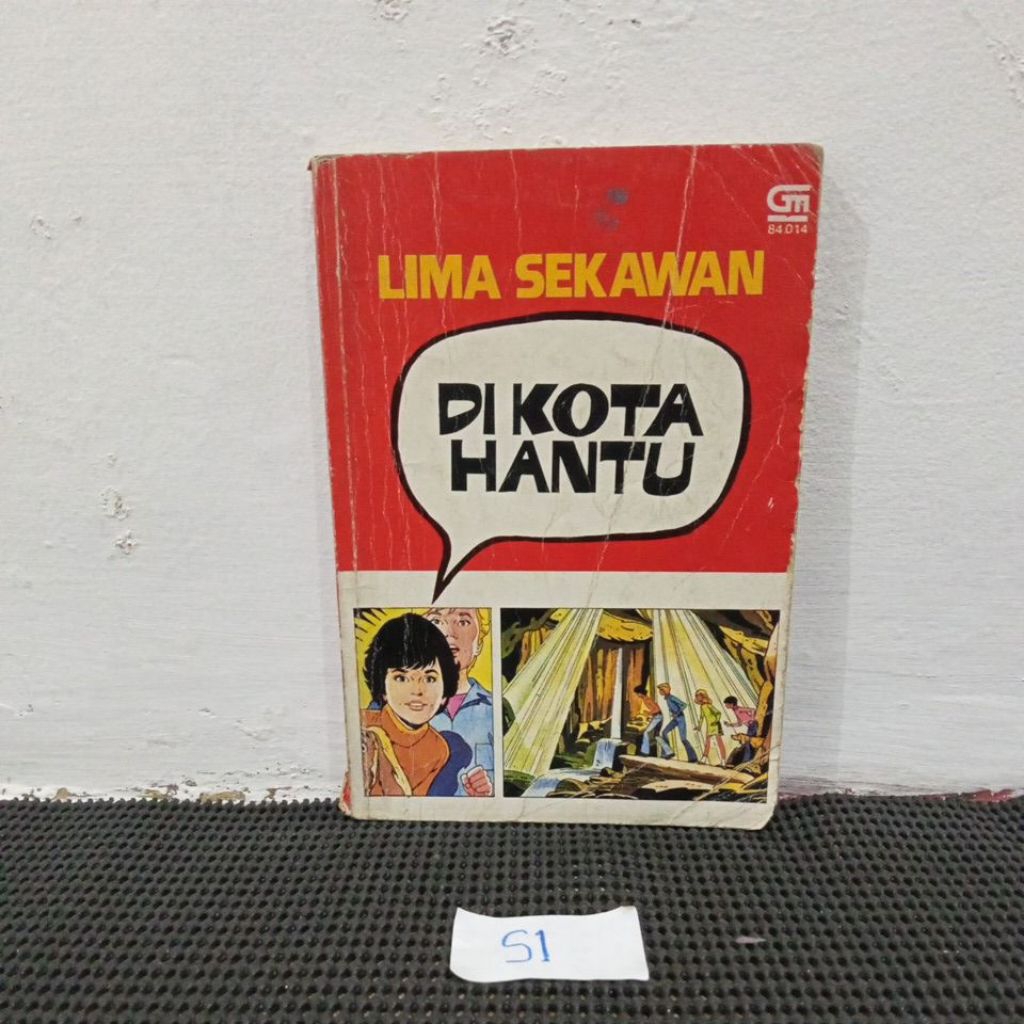 GM
84.014
LIMA SEKAWAN
DI KOTA
HANTU
S1